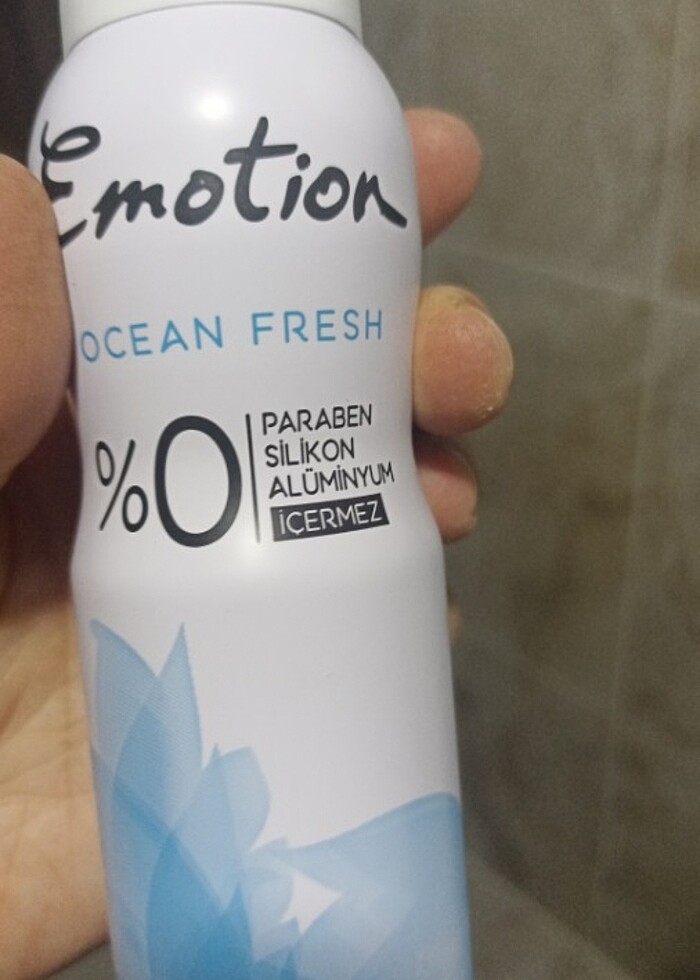 Emotion
OCEAN FRESH
%0
PARABEN
SİLİKON
ALÜMİNYUM
İÇERMEZ